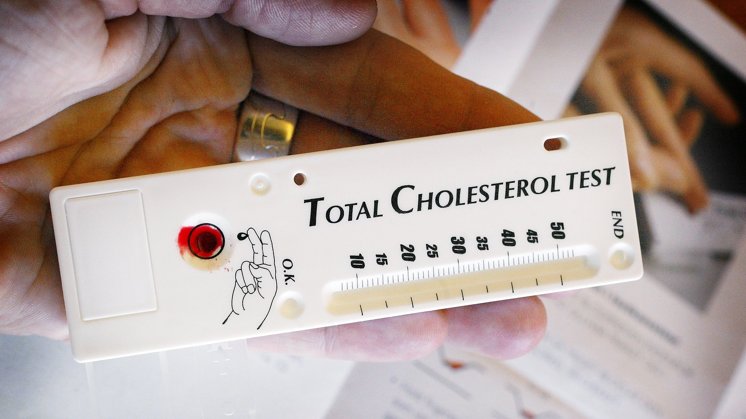 TOTAL CHOLESTEROL TEST
END
O.K.
10 15 20 25 30 35 40 45 50